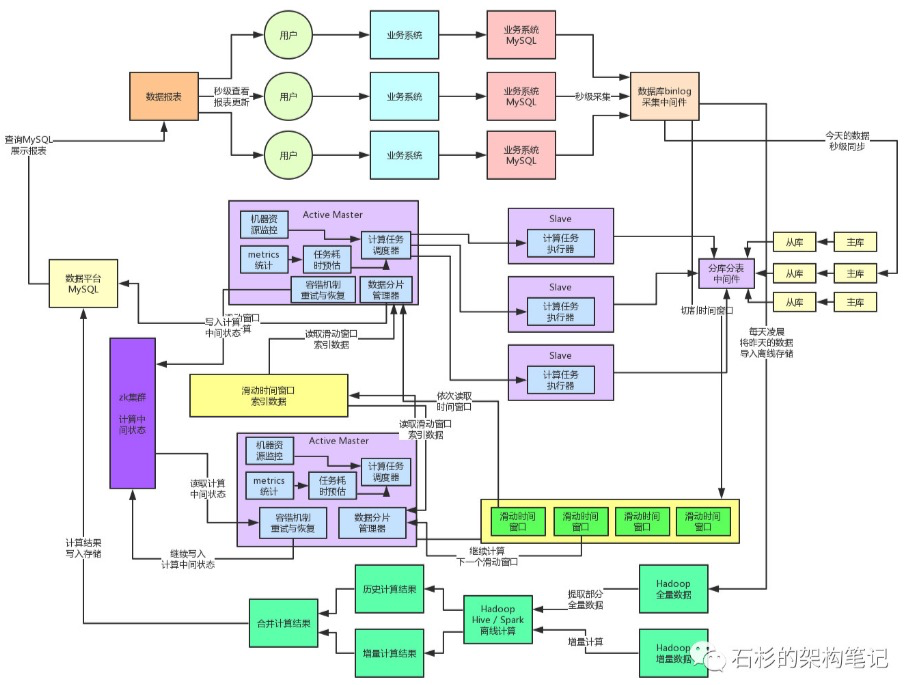 用户
业务系统
业务系统
MySQL
数据报表
秒级查看
报表更新
用户
业务系统
业务系统
MySQL
秒级采集
数据库binlog
采集中间件
查询MySQL
展示报表
用户
业务系统
业务系统
MySQL
今天的数据
秒级同步
Active Master
机器资
源监控
计算任务
调度器
metrics
统计
任务耗
时预估
容错机制
重试与恢复
数据分片
管理器
Slave
计算任务
执行器
Slave
计算任务
执行器
Slave
计算任务
执行器
分库分表
中间件
从库
主库
从库
主库
从库
主库
切割时间窗口
每天凌晨
将昨天的数据
导入离线存储
数据平台
MySQL
写入计算
中间状态
读取滑动窗口
索引数据
zk集群
计算中
间状态
滑动时间窗口
索引数据
依次读取
时间窗口
读取滑动窗口
索引数据
Active Master
机器资
源监控
计算任务
调度器
metrics
统计
任务耗
时预估
容错机制
重试与恢复
数据分片
管理器
读取计算
中间状态
滑动时间
窗口
滑动时间
窗口
滑动时间
窗口
滑动时间
窗口
计算结果
写入存储
继续写入
计算中间状态
继续计算
下一个滑动窗口
历史计算结果
合并计算结果
增量计算结果
Hadoop
Hive / Spark
离线计算
提取部分
全量数据
Hadoop
全量数据
增量计算
Hadoop
增量数据
石杉的架构笔记